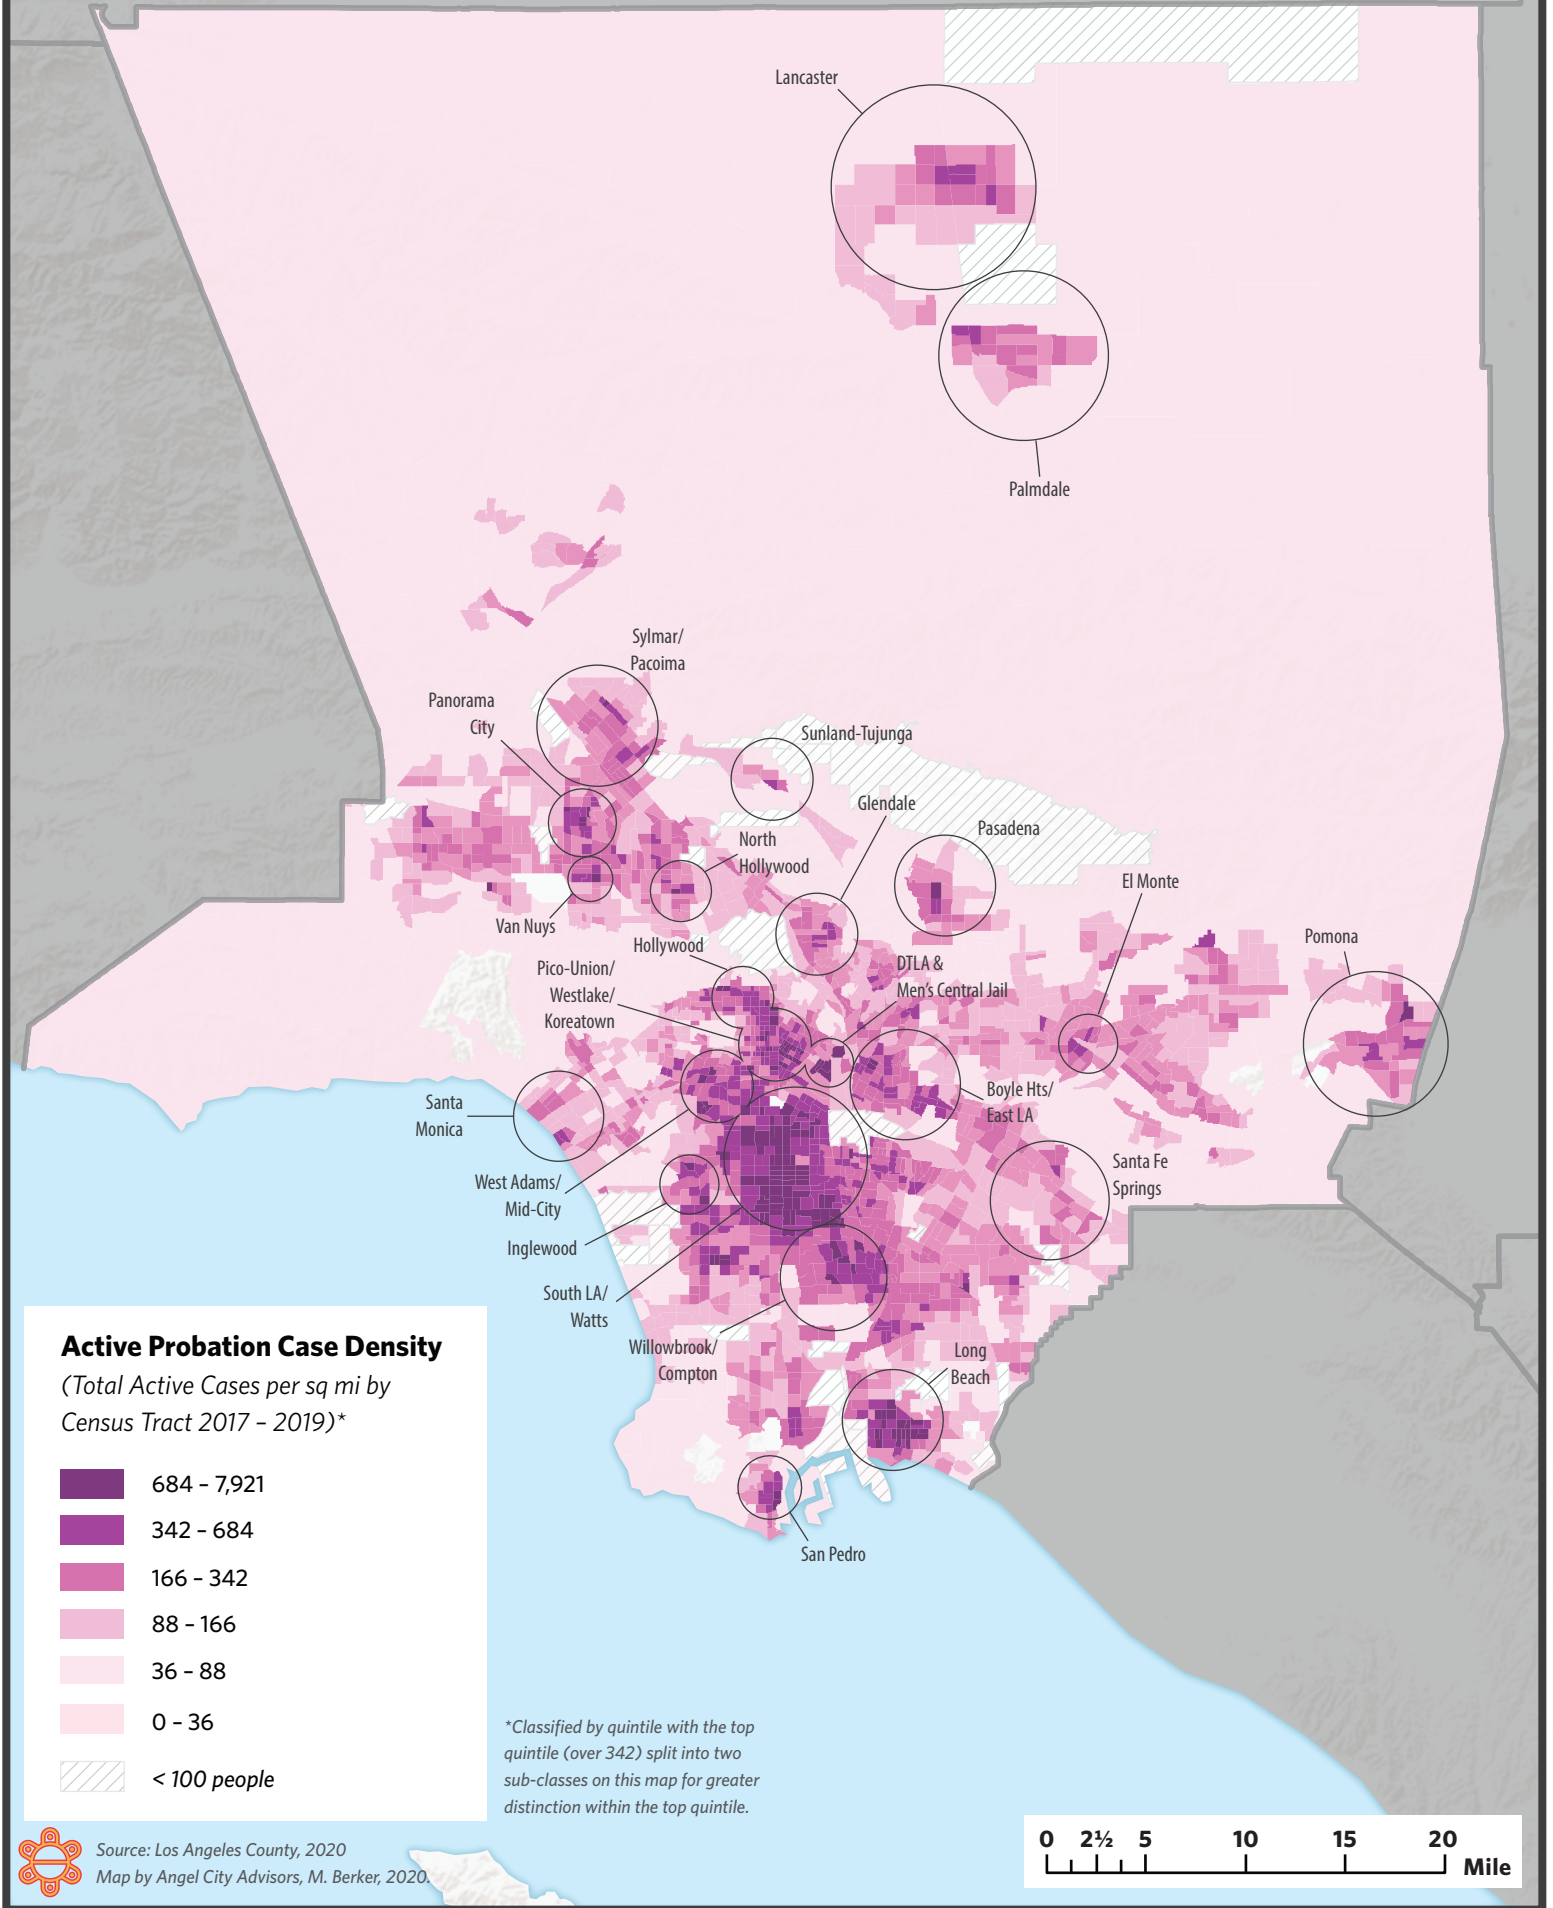 Lancaster
Palmdale
Sylmar/
Pacoima
Panorama
City
Sunland-Tujunga
Glendale
Pasadena
North
Hollywood
El Monte
Van Nuys
Hollywood
Pomona
Pico-Union/
Westlake/
Koreatown
DTLA &
Men's Central Jail
Boyle Hts/
East LA
Santa
Monica
Santa Fe
Springs
West Adams/
Mid-City
Inglewood
South LA/
Watts
Willowbrook/
Compton
Long
Beach
San Pedro
Active Probation Case Density
(Total Active Cases per sq mi by
Census Tract 2017 – 2019)*
684 – 7,921
342 – 684
166 – 342
88 – 166
36 – 88
0 – 36
< 100 people
*Classified by quintile with the top
quintile (over 342) split into two
sub-classes on this map for greater
distinction within the top quintile.
Source: Los Angeles County, 2020
Map by Angel City Advisors, M. Berker, 2020.
0 2½ 5 10 15 20
Mile